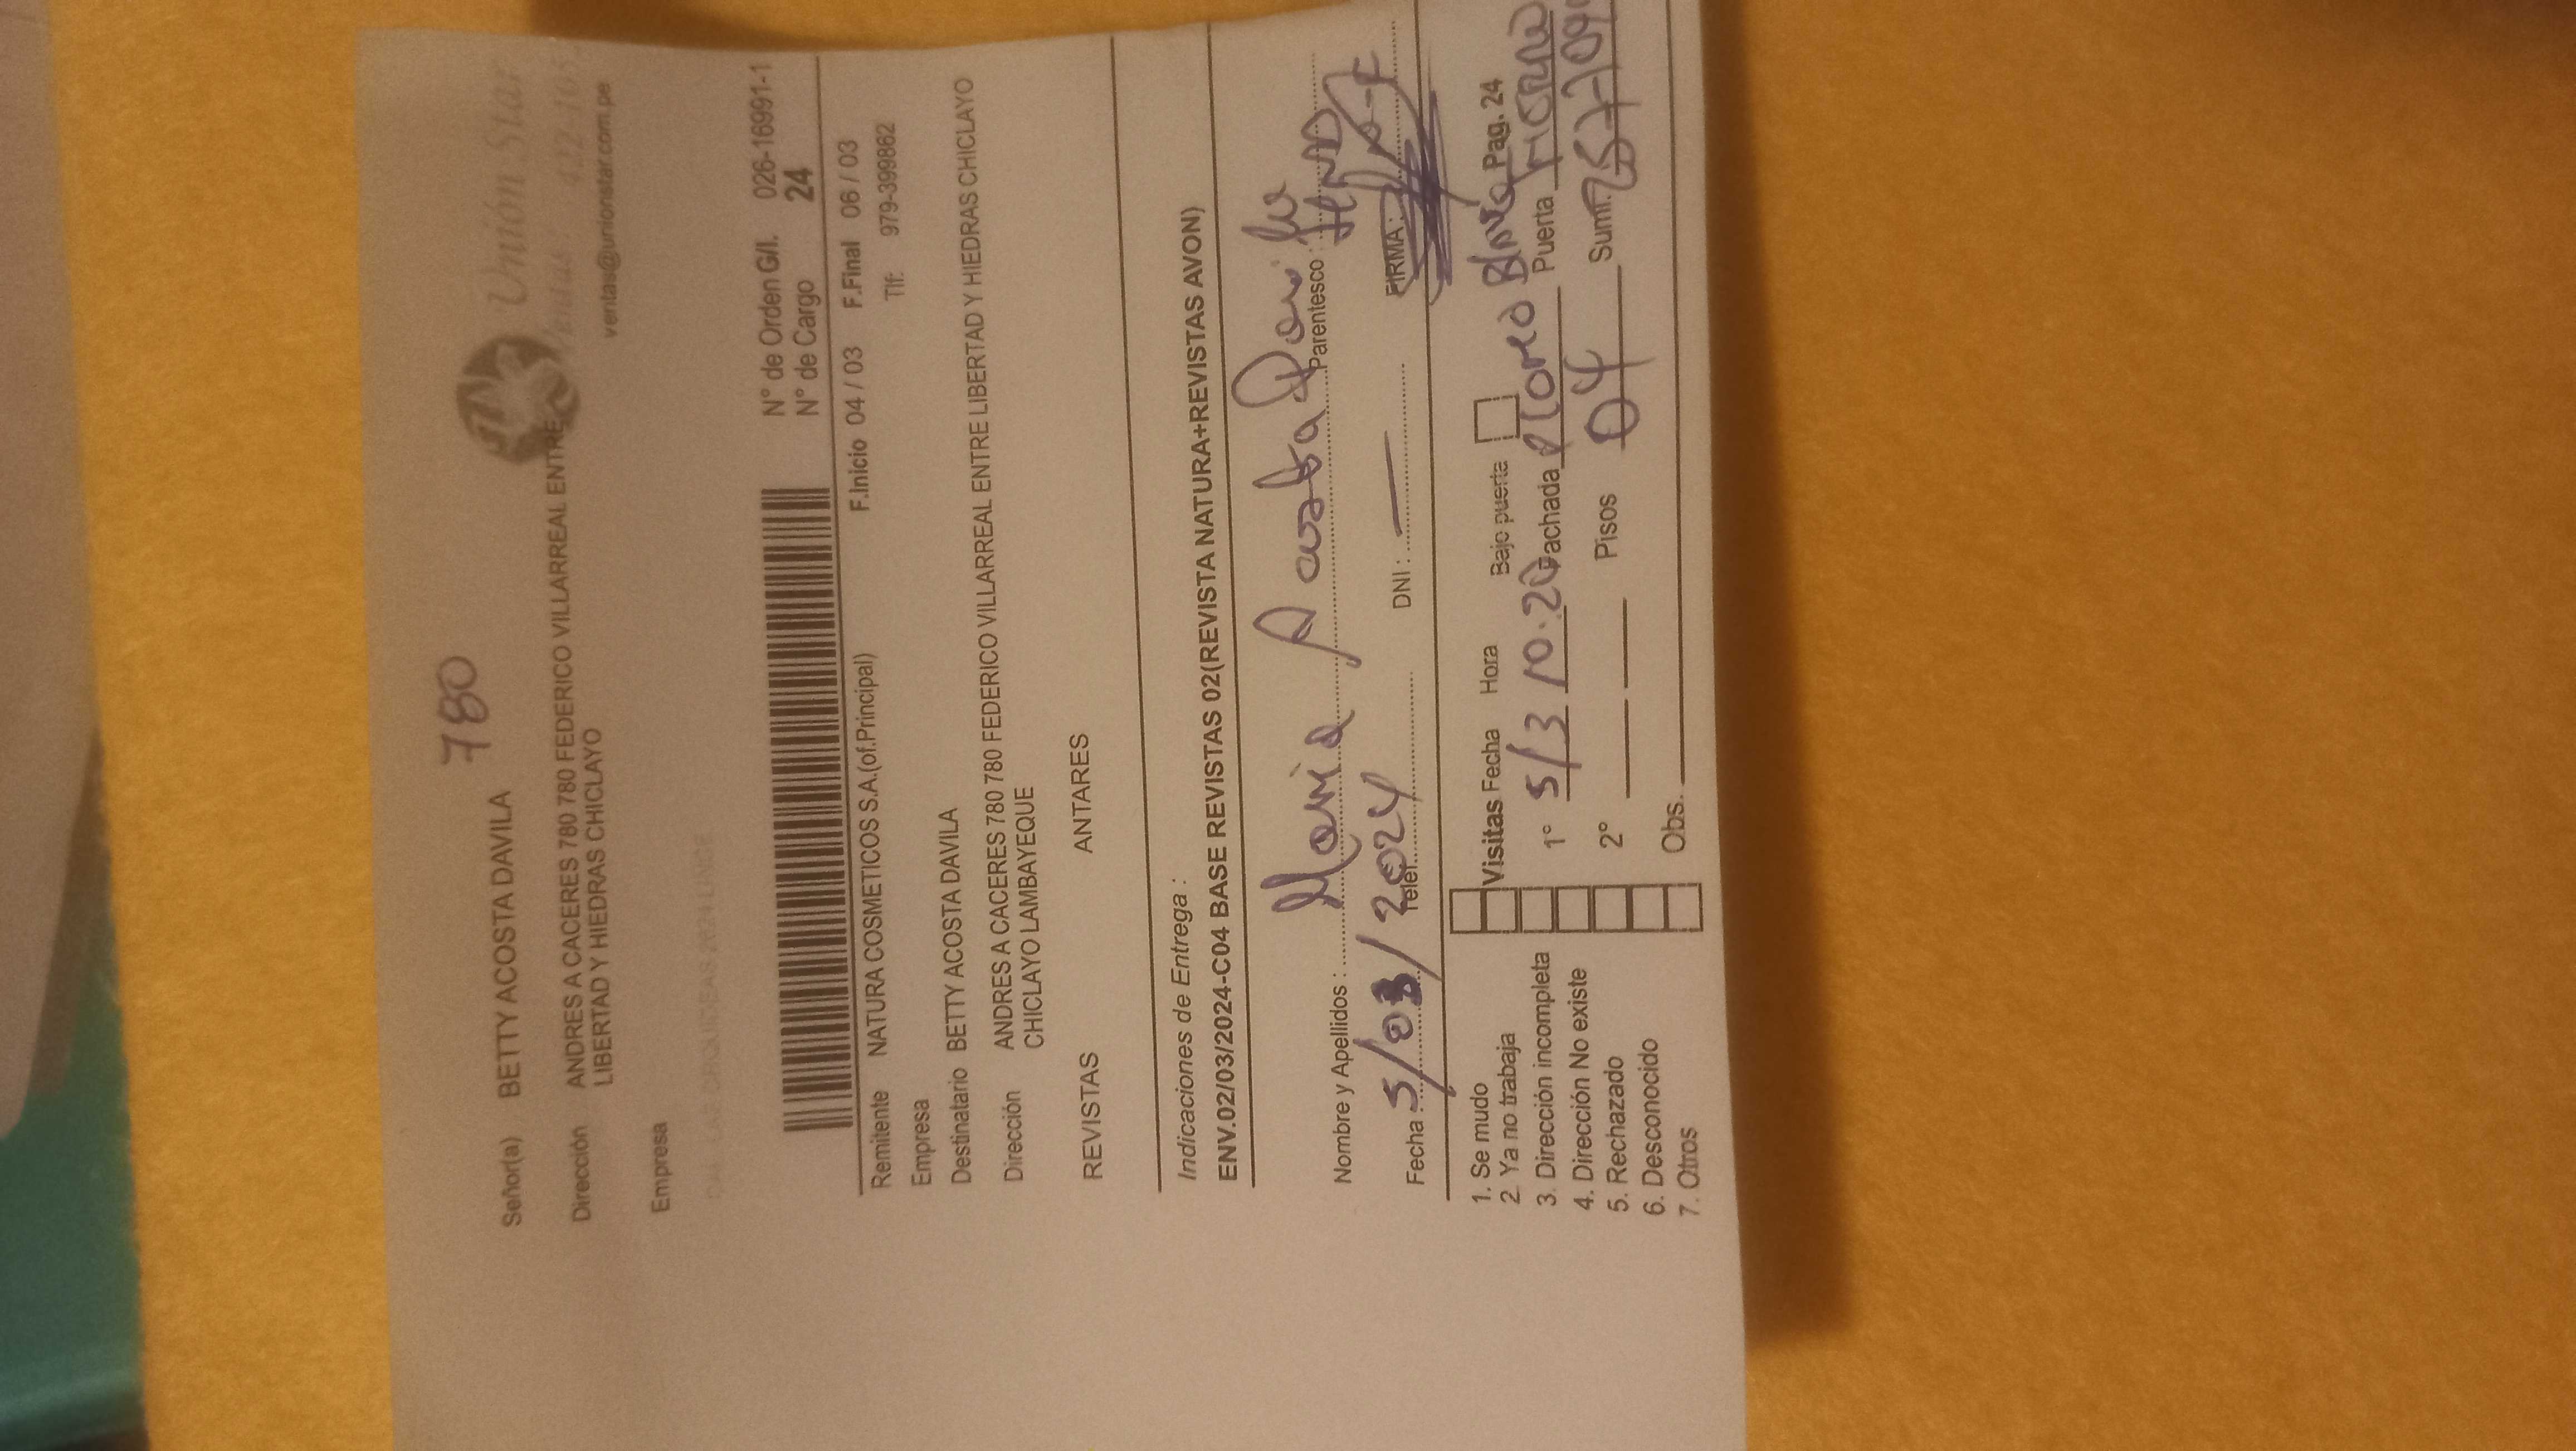 780
Unión Star
Señor(a) BETTY ACOSTA DAVILA
Dirección ANDRES A CACERES 780 780 FEDERICO VILLARREAL ENTRE
LIBERTAD Y HIEDRAS CHICLAYO
ventas@unionstar.com.pe
Empresa
N° de Orden G/I. 026-16991-1
N° de Cargo 24
F.Inicio 04 / 03 F.Final 06 / 03
Remitente NATURA COSMETICOS S.A.(of.Principal)
Tlf: 979-399862
Empresa
Destinatario BETTY ACOSTA DAVILA
Dirección ANDRES A CACERES 780 780 FEDERICO VILLARREAL ENTRE LIBERTAD Y HIEDRAS CHICLAYO
CHICLAYO LAMBAYEQUE
REVISTAS ANTARES
Indicaciones de Entrega :
ENV.02/03/2024-C04 BASE REVISTAS 02(REVISTA NATURA+REVISTAS AVON)
Nombre y Apellidos : Maria Acosta Parentesco :
Fecha : 5/03/2024 Telef. DNI : — FIRMA :
1. Se mudo
2. Ya no trabaja
3. Dirección incompleta
4. Dirección No existe
5. Rechazado
6. Desconocido
7. Otros
Visitas Fecha Hora Bajo puerta Pag. 24
1° 5/3 10:20 Fachada Puerta
2° Pisos 04 Sumi.
Obs.